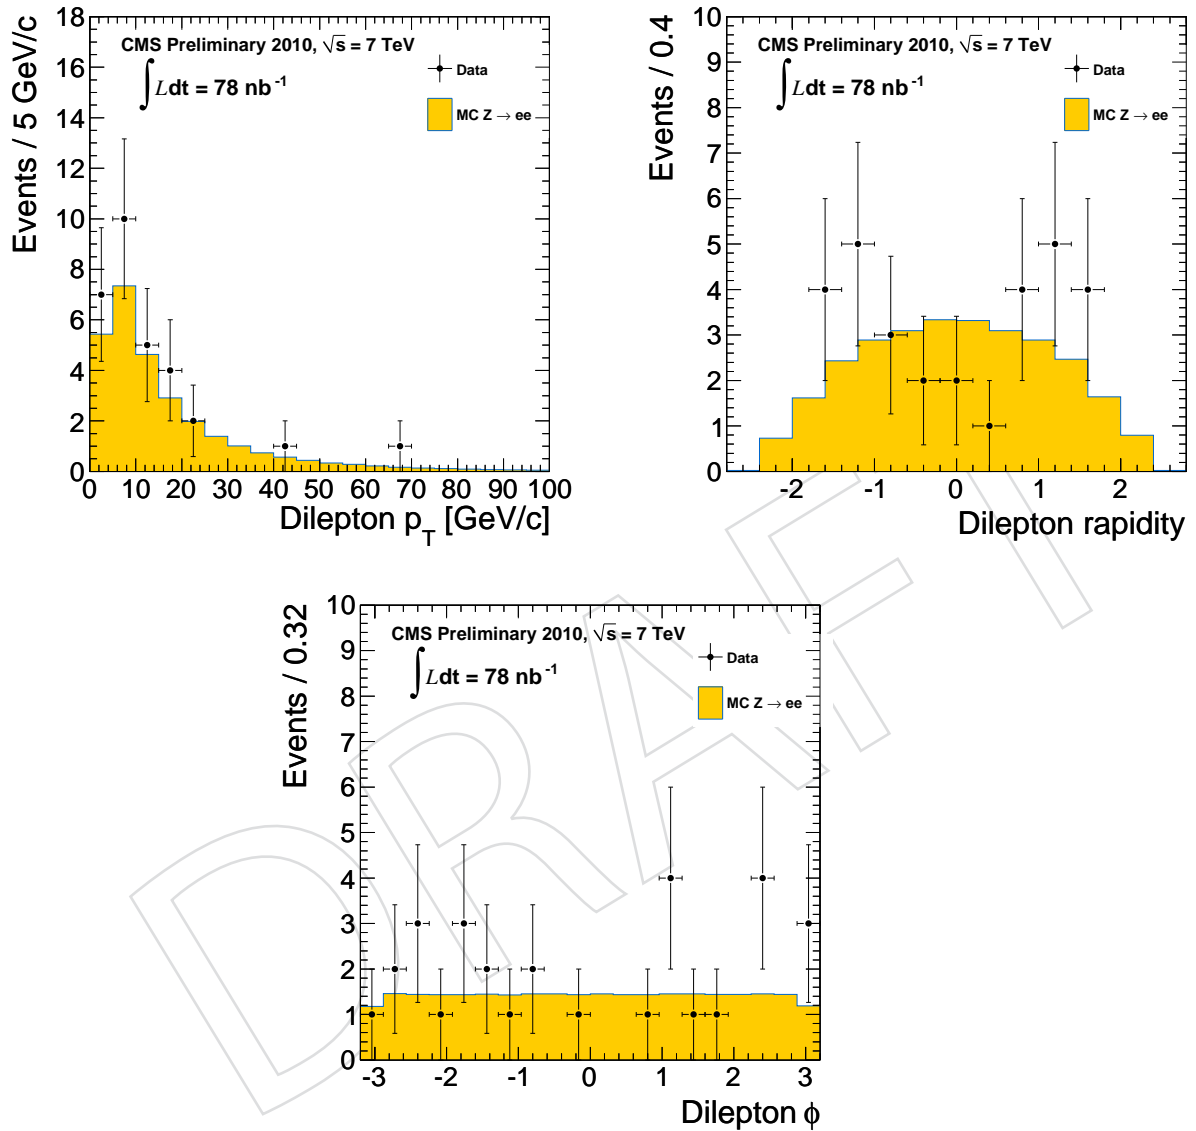 Events / 5 GeV/c
18
16
14
12
10
8
6
4
2
0
CMS Preliminary 2010, √s = 7 TeV
∫ Ldt = 78 nb⁻¹
Data
MC Z → ee
0 10 20 30 40 50 60 70 80 90 100
Dilepton p_T [GeV/c]
Events / 0.4
10
9
8
7
6
5
4
3
2
1
0
CMS Preliminary 2010, √s = 7 TeV
∫ Ldt = 78 nb⁻¹
Data
MC Z → ee
-2 -1 0 1 2
Dilepton rapidity
Events / 0.32
10
9
8
7
6
5
4
3
2
1
0
CMS Preliminary 2010, √s = 7 TeV
∫ Ldt = 78 nb⁻¹
Data
MC Z → ee
-3 -2 -1 0 1 2 3
Dilepton ϕ
DRAFT